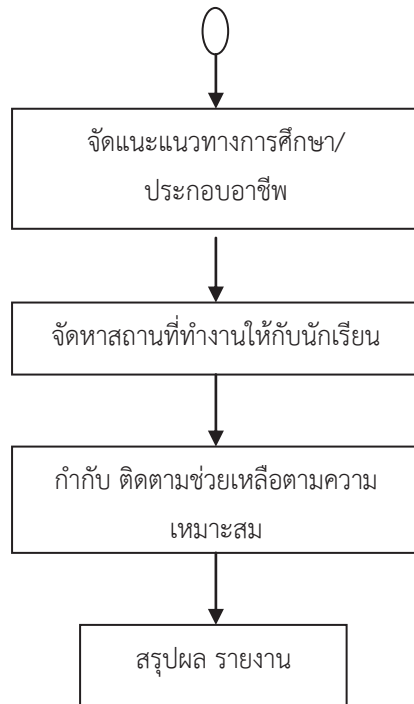 จัดแนะแนวทางการศึกษา/
ประกอบอาชีพ
จัดหาสถานที่ทำงานให้กับนักเรียน
กำกับ ติดตามช่วยเหลือตามความ
เหมาะสม
สรุปผล รายงาน